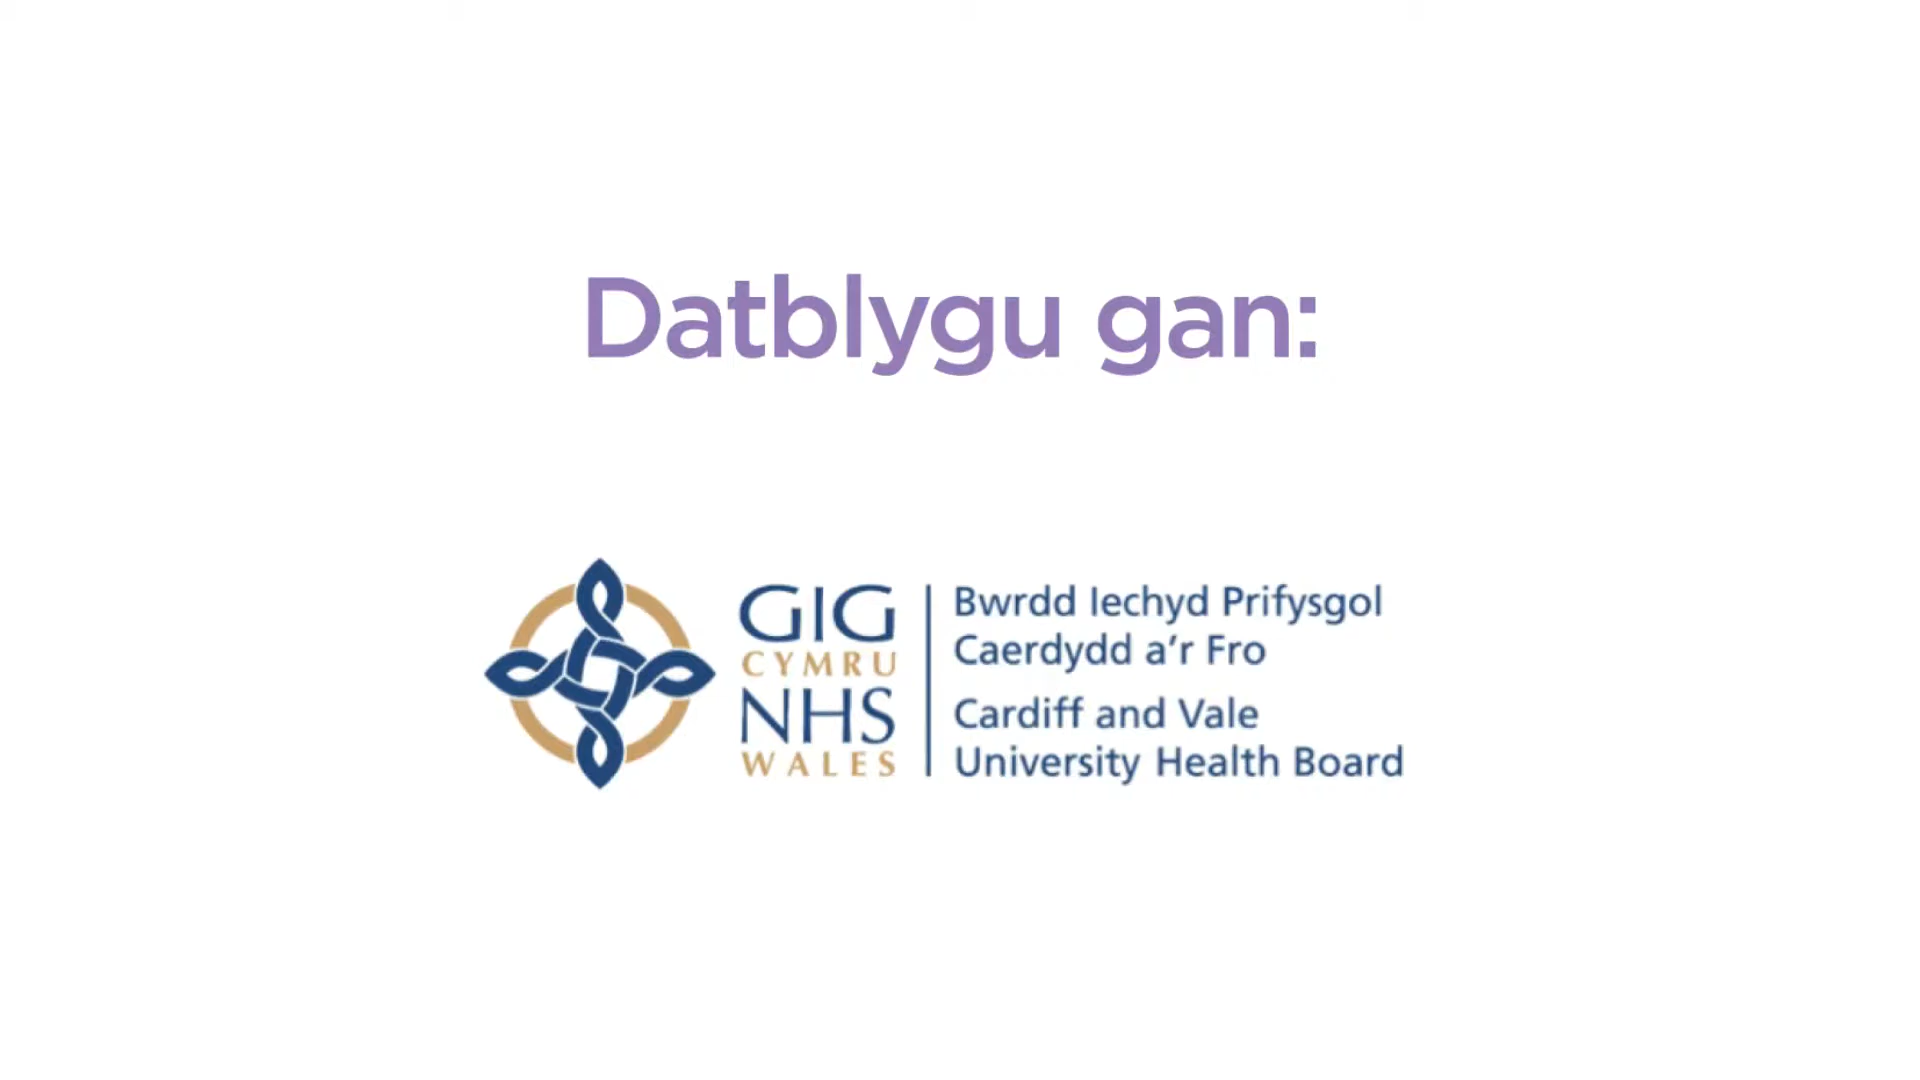 Datblygu gan:
GIG
CYMRU
NHS
WALES
Bwrdd Iechyd Prifysgol
Caerdydd a'r Fro
Cardiff and Vale
University Health Board